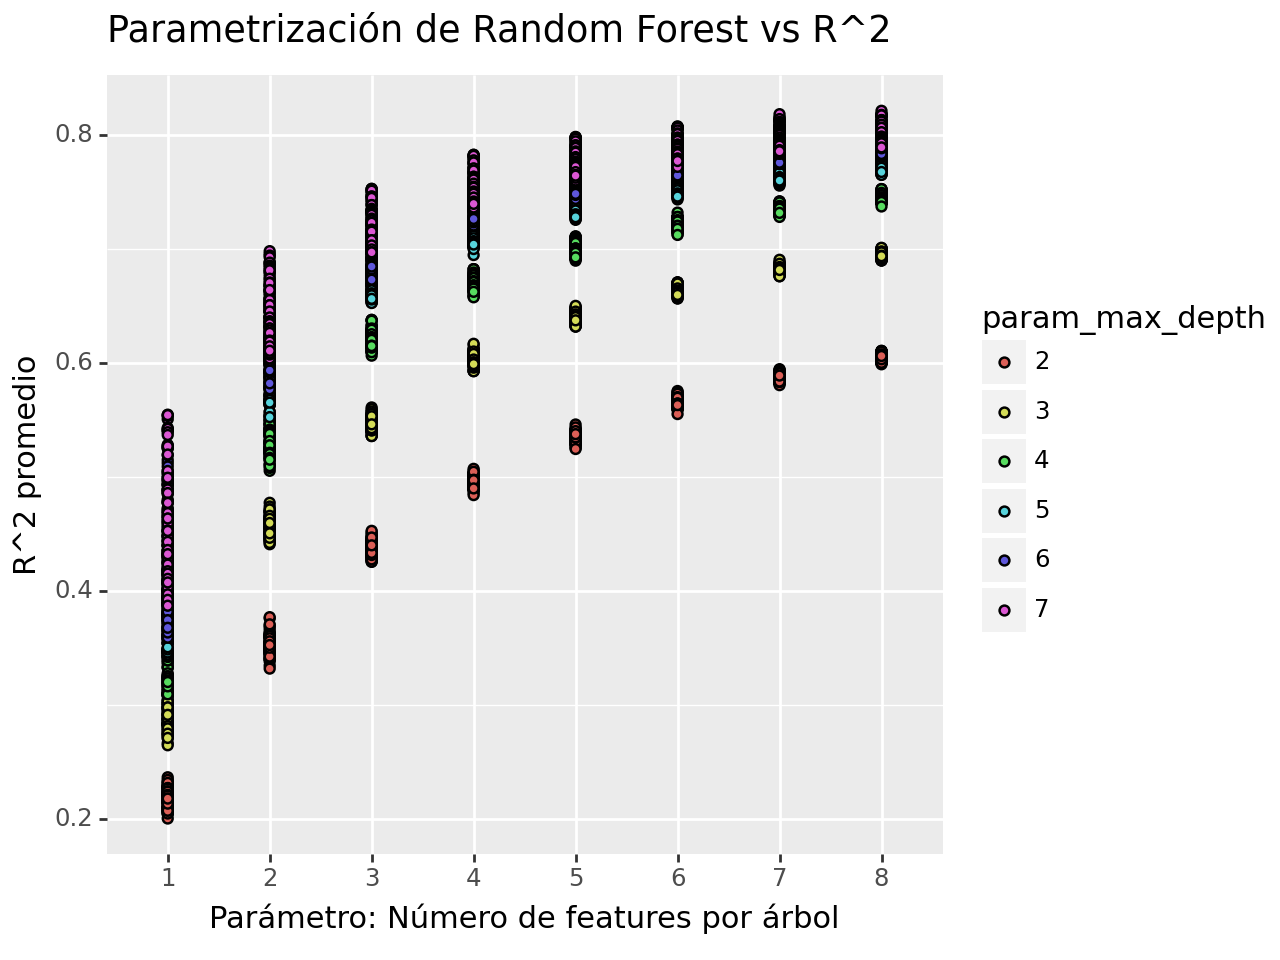 Parametrización de Random Forest vs R^2
0.8
0.6
0.4
0.2
R^2 promedio
1 2 3 4 5 6 7 8
Parámetro: Número de features por árbol
param_max_depth
2
3
4
5
6
7